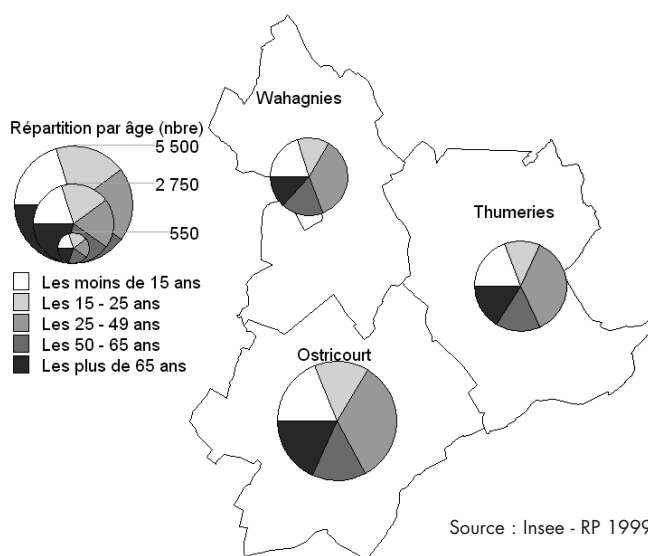 Wahagnies
Répartition par âge (nbre)
5 500
2 750
550
Thumeries
Les moins de 15 ans
Les 15 - 25 ans
Les 25 - 49 ans
Les 50 - 65 ans
Les plus de 65 ans
Ostricourt
Source : Insee - RP 1999